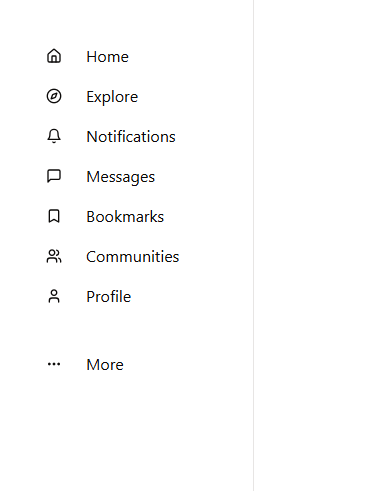 Home
Explore
Notifications
Messages
Bookmarks
Communities
Profile
More